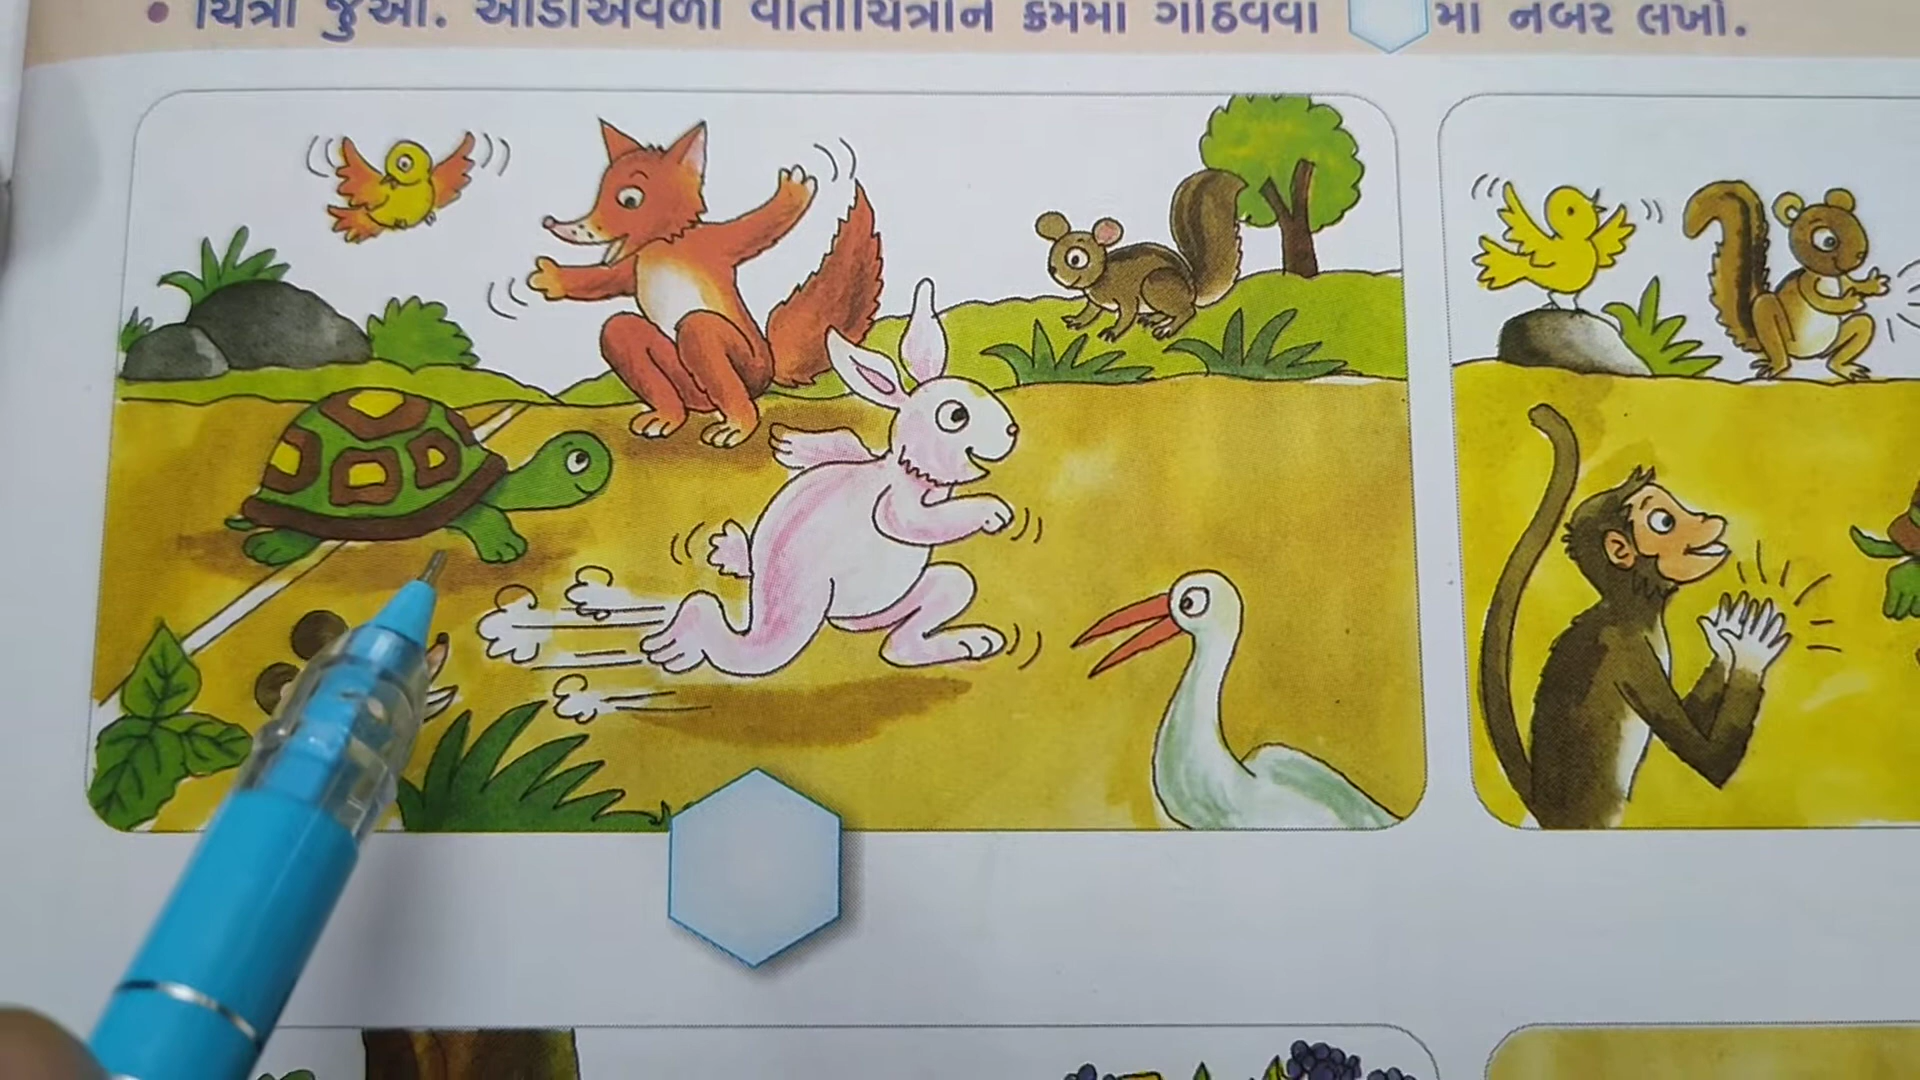 • ચિત્રો જુઓ. આડાઅવળાં વાર્તાચિત્રોને ક્રમમાં ગોઠવવા માં નંબર લખો.